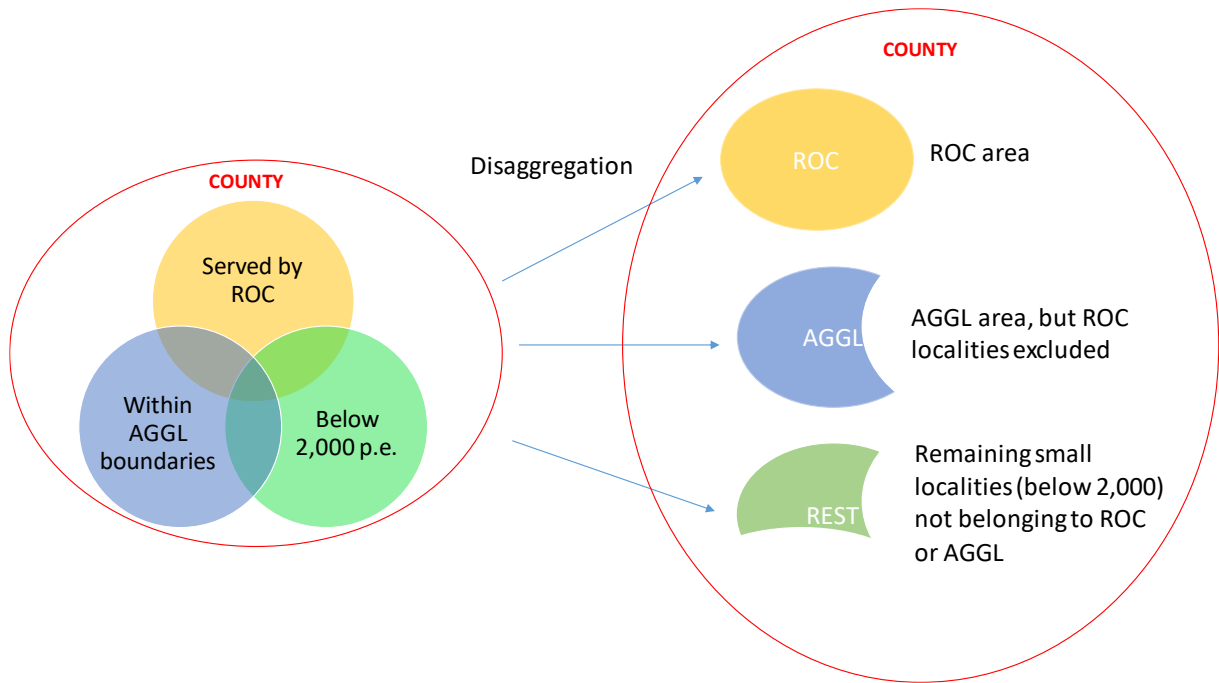 COUNTY
Served by
ROC
Within
AGGL
boundaries
Below
2,000 p.e.
Disaggregation
COUNTY
ROC
ROC area
AGGL
AGGL area, but ROC
localities excluded
REST
Remaining small
localities (below 2,000)
not belonging to ROC
or AGGL